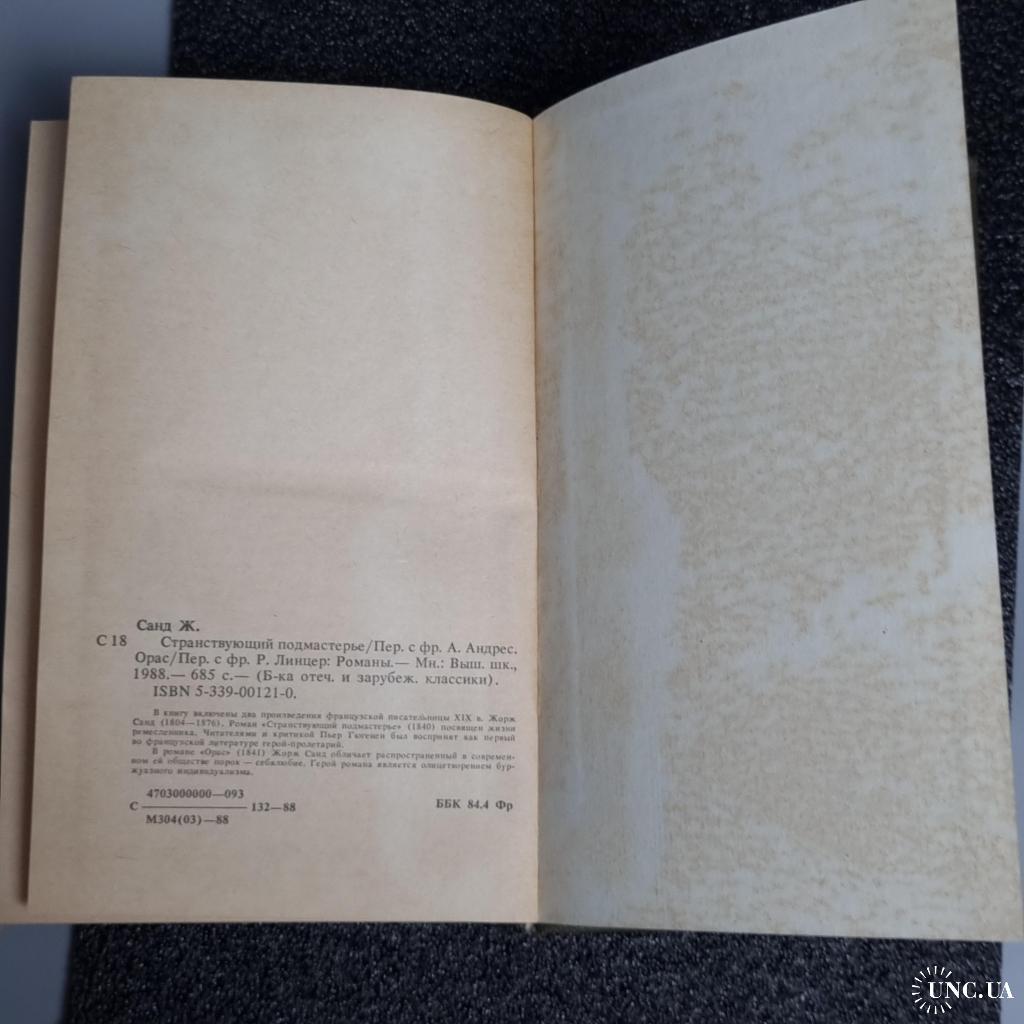 Санд Ж.
С 18 Странствующий подмастерье/Пер. с фр. А. Андрес.
Орас/Пер. с фр. Р. Линцер: Романы.— Мн.: Выш. шк.,
1988.— 685 с.— (Б-ка отеч. и зарубеж. классики).
ISBN 5-339-00121-0.
В книгу включены два произведения французской писательницы XIX в. Жорж
Санд (1804—1876). Роман «Странствующий подмастерье» (1840) посвящен жизни
ремесленника. Читателями и критикой Пьер Гюгенен был воспринят как первый
во французской литературе герой-пролетарий.
В романе «Орас» (1841) Жорж Санд обличает распространенный в современ-
ном ей обществе порок — себялюбие. Герой романа является олицетворением бур-
жуазного индивидуализма.
4703000000—093
С 132—88
М304(03)—88
ББК 84.4 Фр
UNC.UA